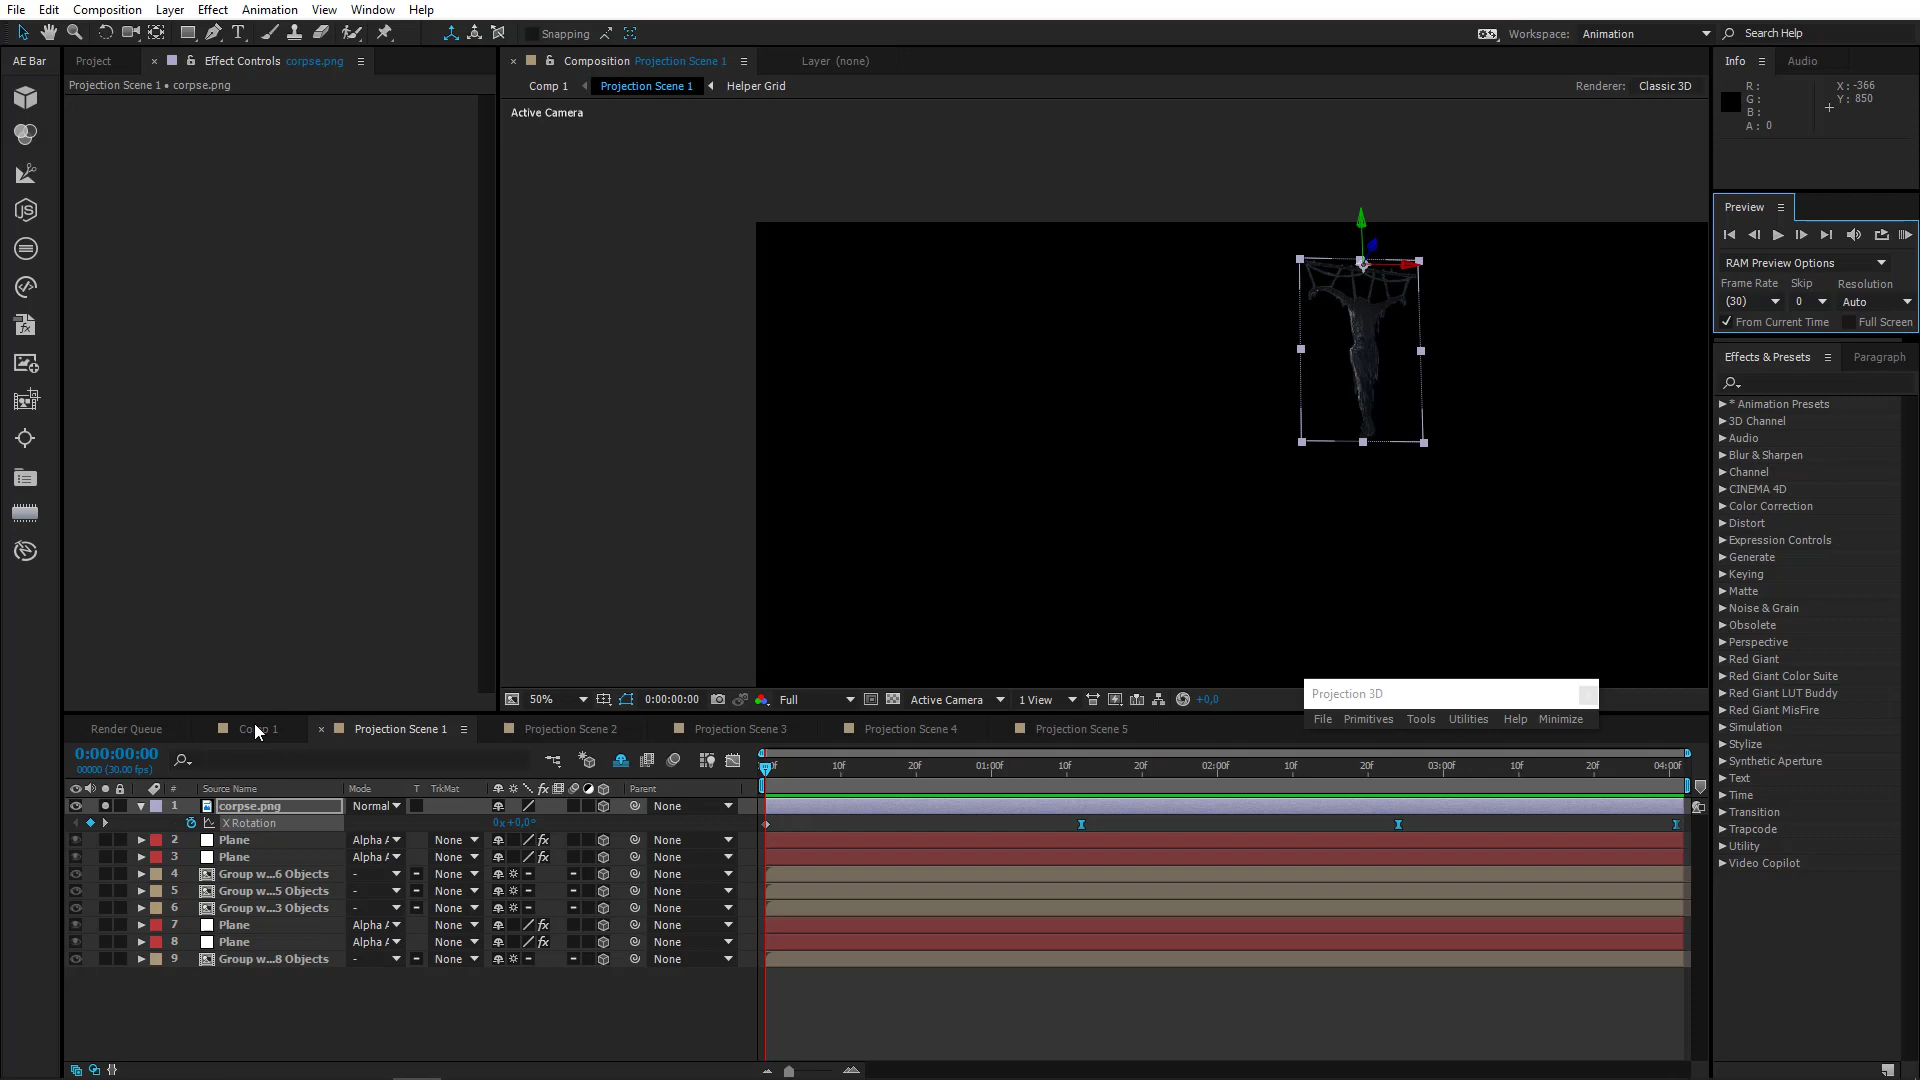 File Edit Composition Layer Effect Animation View Window Help
Snapping
Workspace: Animation Search Help
AE Bar
Project
Effect Controls corpse.png
Composition Projection Scene 1
Layer (none)
Info
Audio
Projection Scene 1 • corpse.png
Comp 1 Projection Scene 1 Helper Grid
Renderer: Classic 3D
Active Camera
R :
G :
B :
A : 0
X : -366
Y : 850
Preview
RAM Preview Options
Frame Rate Skip Resolution
(30) 0 Auto
From Current Time Full Screen
Effects & Presets
Paragraph
* Animation Presets
3D Channel
Audio
Blur & Sharpen
Channel
CINEMA 4D
Color Correction
Distort
Expression Controls
Generate
Keying
Matte
Noise & Grain
Obsolete
Perspective
Red Giant
Red Giant Color Suite
Red Giant LUT Buddy
Red Giant MisFire
Simulation
Stylize
Synthetic Aperture
Text
Time
Transition
Trapcode
Utility
Video Copilot
50% 0:00:00:00 Full Active Camera 1 View +0,0
Projection 3D
File Primitives Tools Utilities Help Minimize
Render Queue
Projection Scene 1
Projection Scene 2
Projection Scene 3
Projection Scene 4
Projection Scene 5
0:00:00:00
00000 (30.00 fps)
10f 20f 01:00f 10f 20f 02:00f 10f 20f 03:00f 10f 20f 04:00f
# Source Name Mode T TrkMat Parent
1 corpse.png Normal None
X Rotation 0x+0,0°
2 Plane Alpha A None None
3 Plane Alpha A None None
4 Group w...6 Objects - None None
5 Group w...5 Objects - None None
6 Group w...3 Objects - None None
7 Plane Alpha A None None
8 Plane Alpha A None None
9 Group w...8 Objects - None None